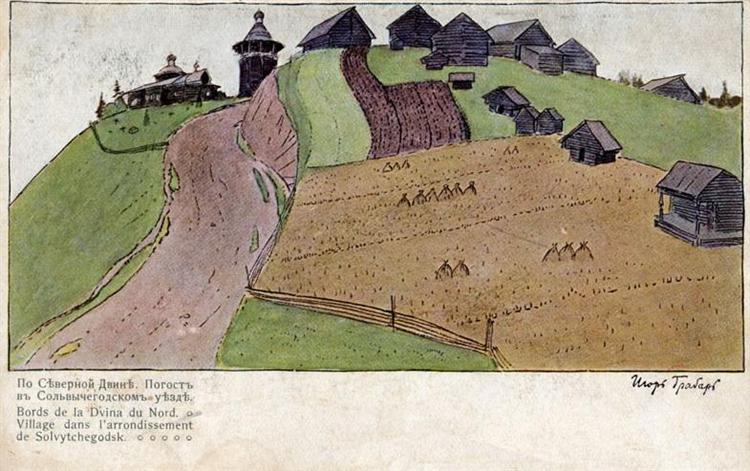 По Сѣверной Двинѣ. Погостъ
въ Сольвычегодскомъ уѣздѣ.
Bords de la Dvina du Nord.
Village dans l'arrondissement
de Solvytchegodsk.
Игорь Грабарь